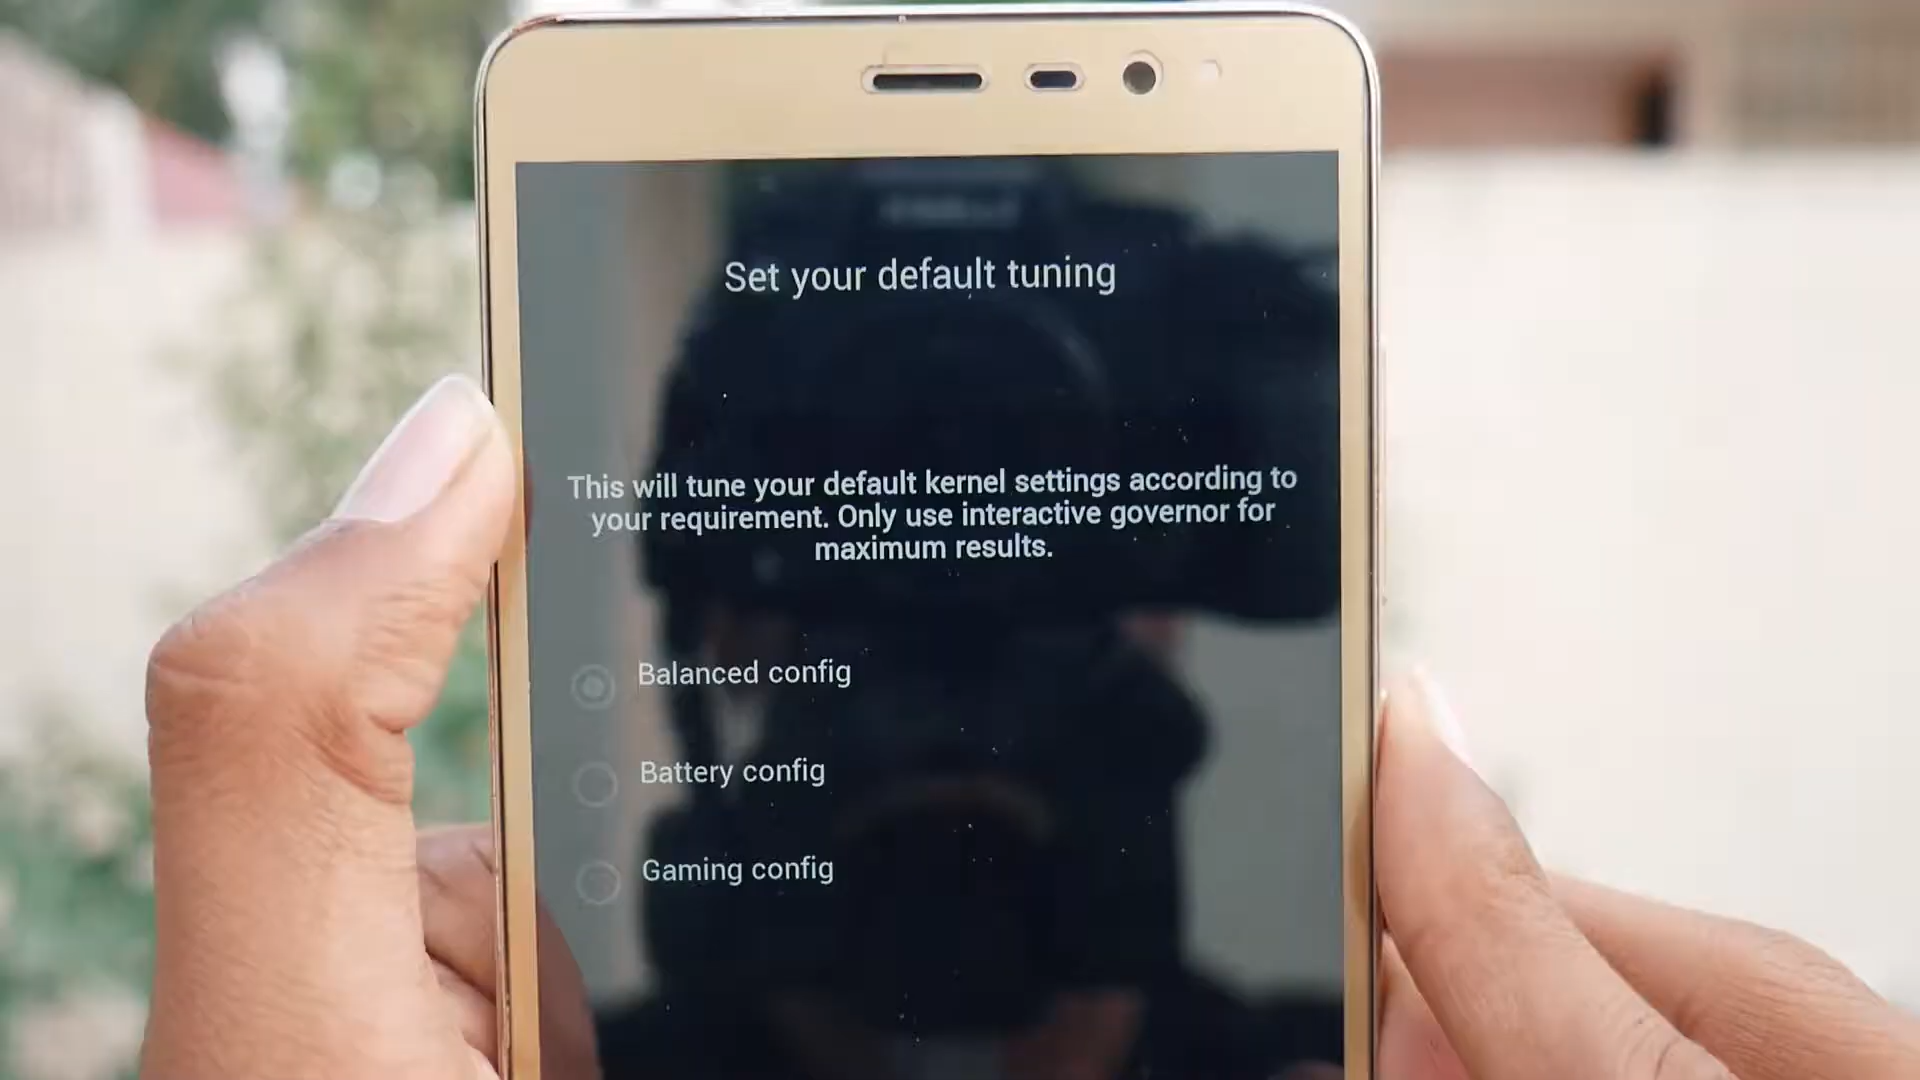 Set your default tuning
This will tune your default kernel settings according to
your requirement. Only use interactive governor for
maximum results.
Balanced config
Battery config
Gaming config